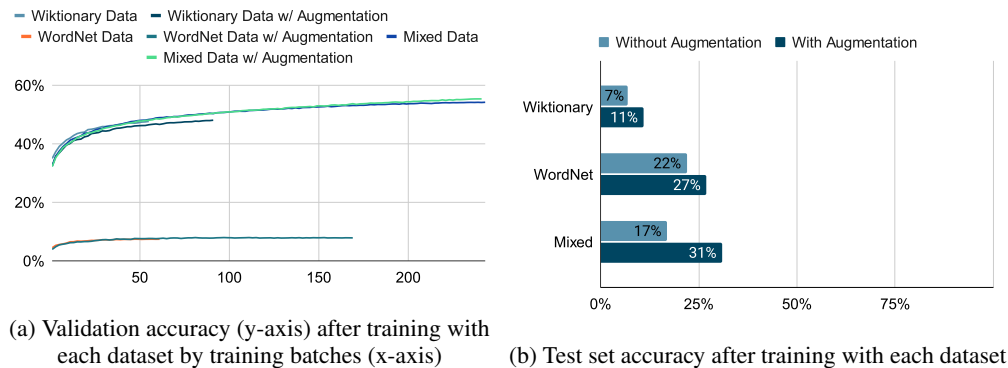 Wiktionary Data Wiktionary Data w/ Augmentation
WordNet Data WordNet Data w/ Augmentation Mixed Data
Mixed Data w/ Augmentation
60%
40%
20%
0%
50 100 150 200
(a) Validation accuracy (y-axis) after training with
each dataset by training batches (x-axis)
Without Augmentation With Augmentation
Wiktionary
7%
11%
WordNet
22%
27%
Mixed
17%
31%
0% 25% 50% 75%
(b) Test set accuracy after training with each dataset